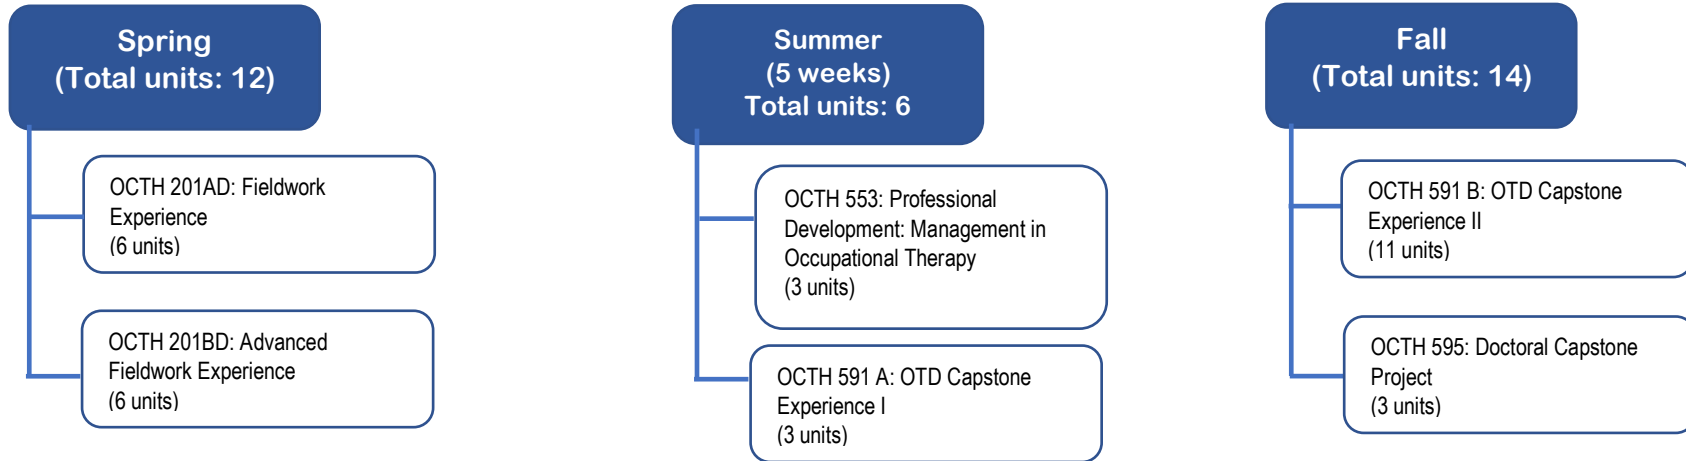 Spring
(Total units: 12)
OCTH 201AD: Fieldwork
Experience
(6 units)
OCTH 201BD: Advanced
Fieldwork Experience
(6 units)
Summer
(5 weeks)
Total units: 6
OCTH 553: Professional
Development: Management in
Occupational Therapy
(3 units)
OCTH 591 A: OTD Capstone
Experience I
(3 units)
Fall
(Total units: 14)
OCTH 591 B: OTD Capstone
Experience II
(11 units)
OCTH 595: Doctoral Capstone
Project
(3 units)